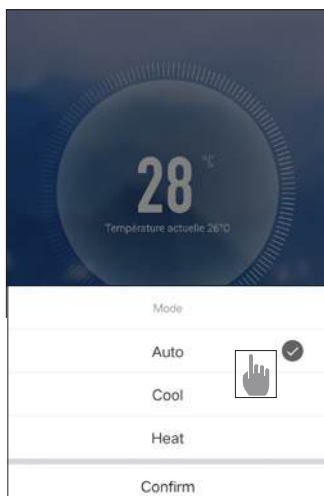 28 °C
Température actuelle 26°C
Mode
Auto
Cool
Heat
Confirm